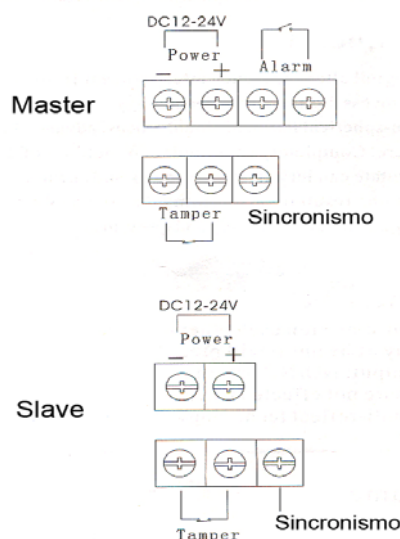 DC12-24V
Power
− +
Alarm
Master
Tamper
Sincronismo
DC12-24V
Power
− +
Slave
Tamper
Sincronismo